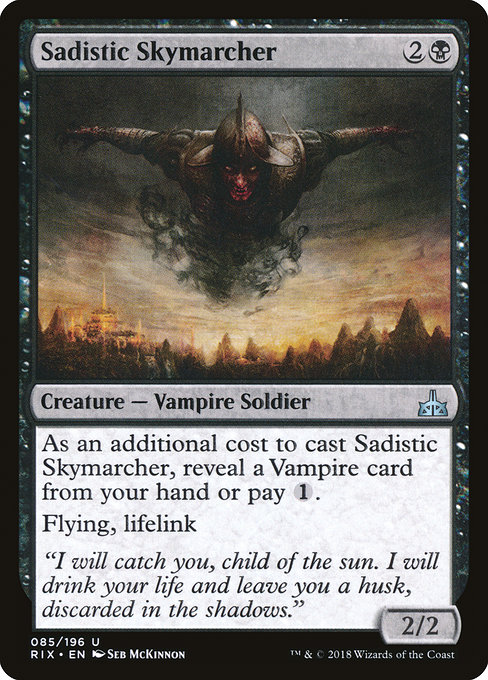 Sadistic Skymarcher 2
Creature — Vampire Soldier
As an additional cost to cast Sadistic
Skymarcher, reveal a Vampire card
from your hand or pay 1.
Flying, lifelink
“I will catch you, child of the sun. I will
drink your life and leave you a husk,
discarded in the shadows.”
2/2
085/196 U
RIX • EN Seb McKinnon
™ & © 2018 Wizards of the Coast